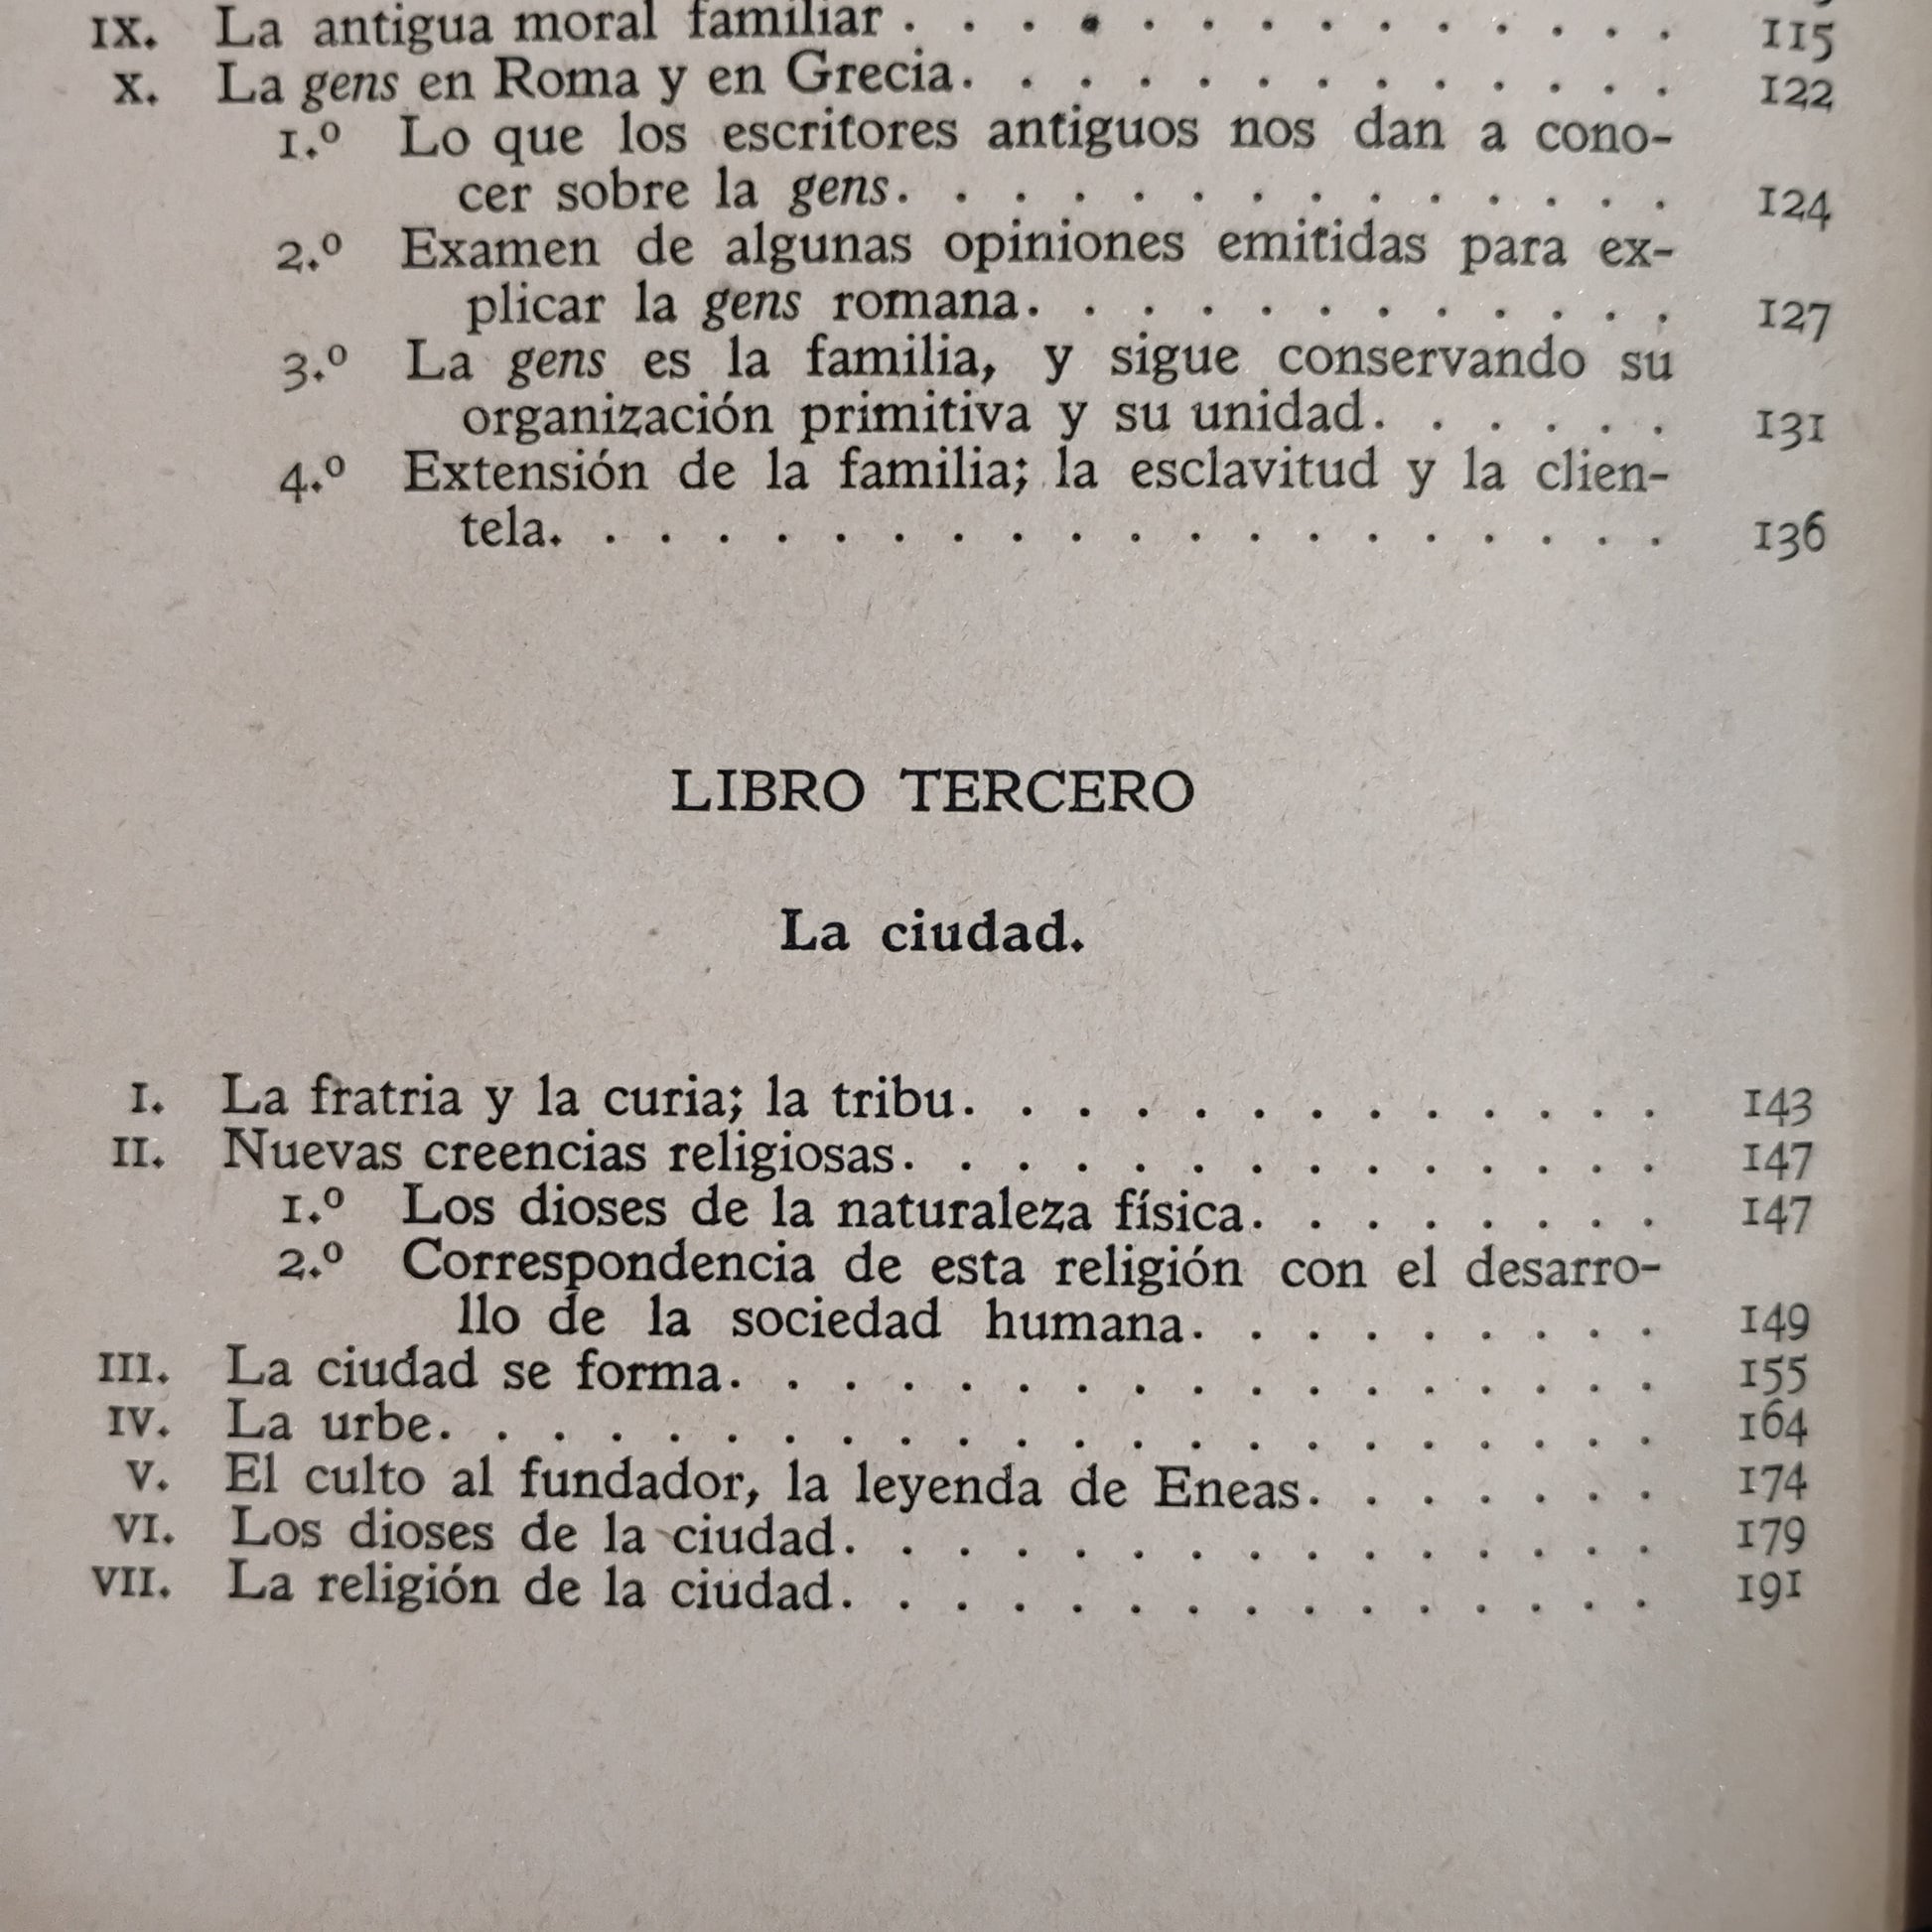 IX. La antigua moral familiar . . . . . . . . . . . . . . 115
X. La gens en Roma y en Grecia. . . . . . . . . . . . . 122
1.º Lo que los escritores antiguos nos dan a cono-
cer sobre la gens. . . . . . . . . . . . . . 124
2.º Examen de algunas opiniones emitidas para ex-
plicar la gens romana. . . . . . . . . . . . 127
3.º La gens es la familia, y sigue conservando su
organización primitiva y su unidad. . . . . . 131
4.º Extensión de la familia; la esclavitud y la clien-
tela. . . . . . . . . . . . . . . . . . . . 136
LIBRO TERCERO
La ciudad.
I. La fratria y la curia; la tribu. . . . . . . . . . . . . 143
II. Nuevas creencias religiosas. . . . . . . . . . . . . . 147
1.º Los dioses de la naturaleza física. . . . . . . . 147
2.º Correspondencia de esta religión con el desarro-
llo de la sociedad humana. . . . . . . . . 149
III. La ciudad se forma. . . . . . . . . . . . . . . . . 155
IV. La urbe. . . . . . . . . . . . . . . . . . . . . . 164
V. El culto al fundador, la leyenda de Eneas. . . . . . . 174
VI. Los dioses de la ciudad. . . . . . . . . . . . . . . 179
VII. La religión de la ciudad. . . . . . . . . . . . . . . 191